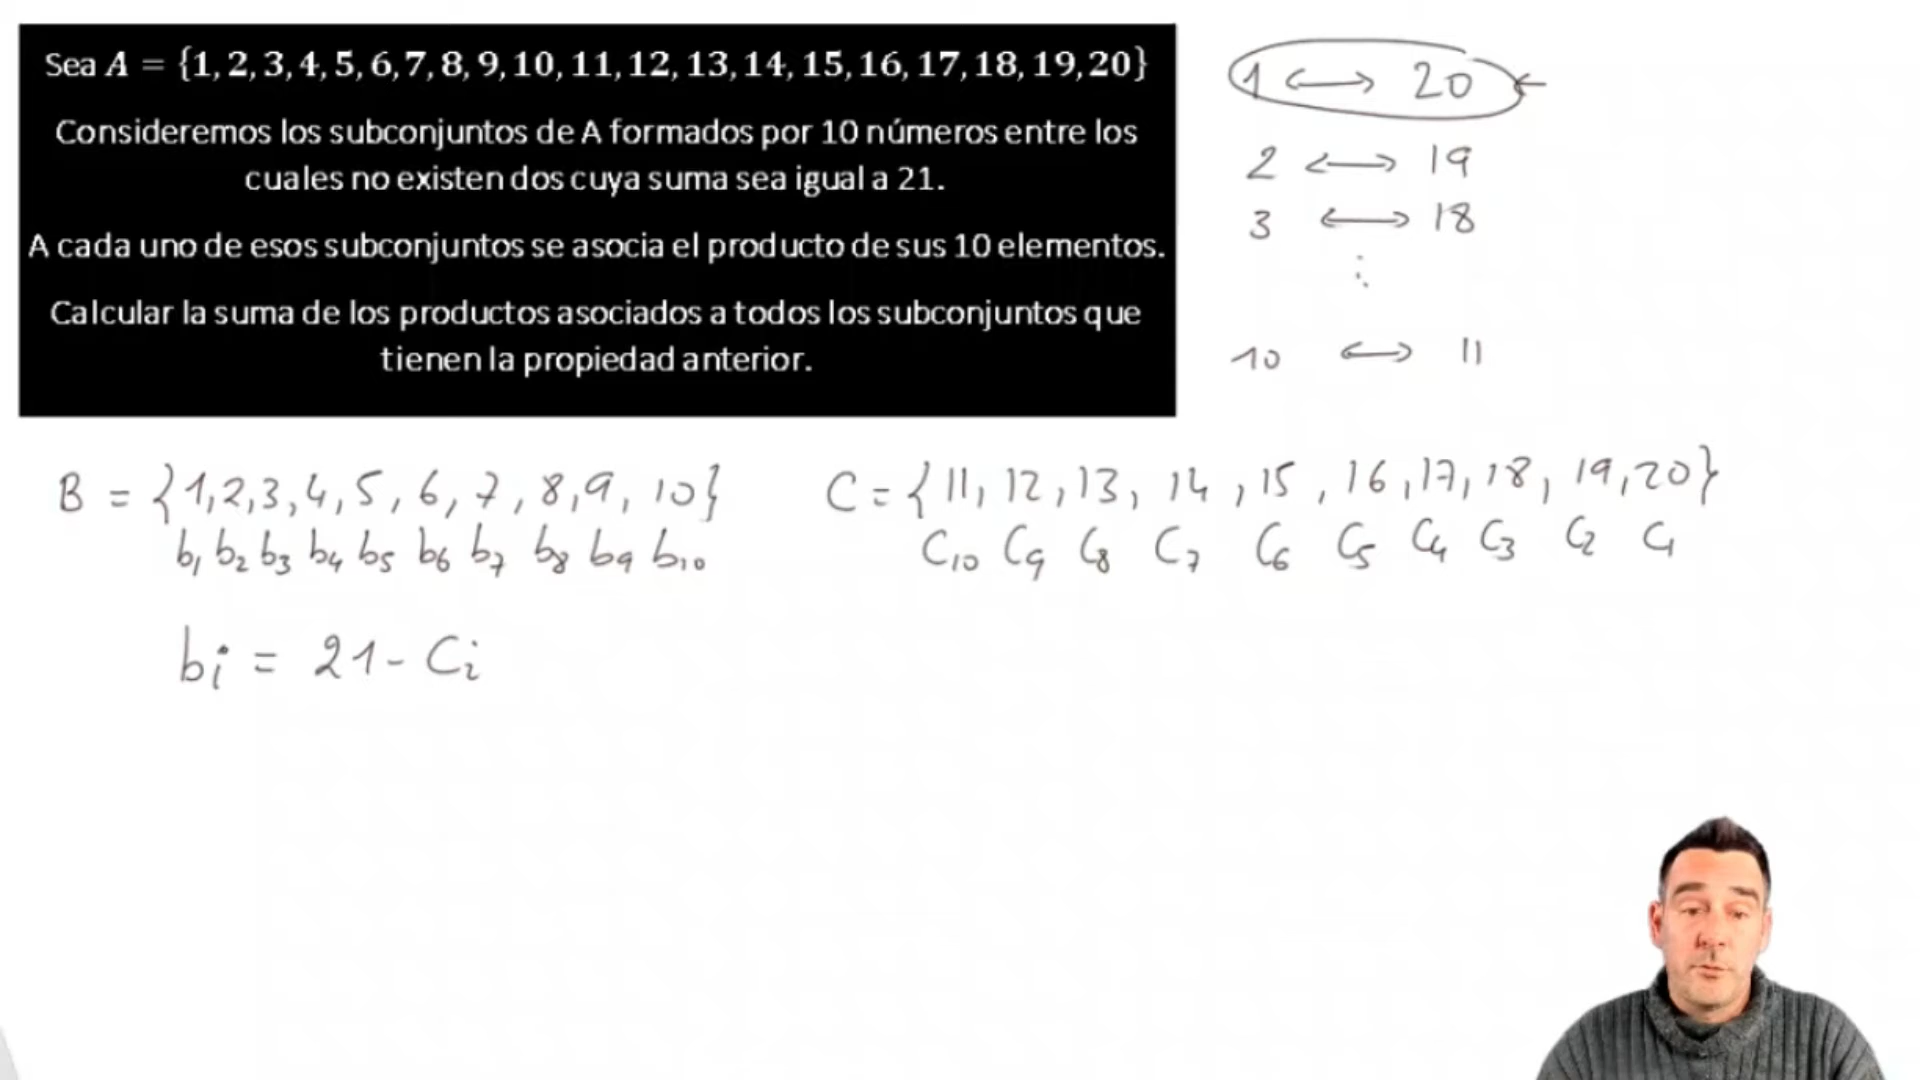 Sea A = {1, 2, 3, 4, 5, 6, 7, 8, 9, 10, 11, 12, 13, 14, 15, 16, 17, 18, 19, 20}
Consideremos los subconjuntos de A formados por 10 números entre los
cuales no existen dos cuya suma sea igual a 21.
A cada uno de esos subconjuntos se asocia el producto de sus 10 elementos.
Calcular la suma de los productos asociados a todos los subconjuntos que
tienen la propiedad anterior.
1 ⟷ 20 ←
2 ⟷ 19
3 ⟷ 18
⋮
10 ⟷ 11
B = {1, 2, 3, 4, 5, 6, 7, 8, 9, 10}
b₁ b₂ b₃ b₄ b₅ b₆ b₇ b₈ b₉ b₁₀
C = {11, 12, 13, 14, 15, 16, 17, 18, 19, 20}
C₁₀ C₉ C₈ C₇ C₆ C₅ C₄ C₃ C₂ C₁
bi = 21 - Ci